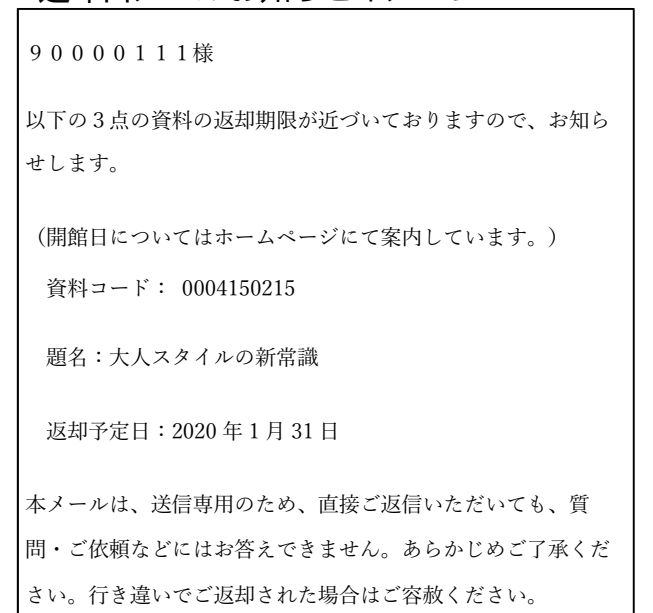 ９００００１１１様
以下の３点の資料の返却期限が近づいておりますので、お知ら
せします。
（開館日についてはホームページにて案内しています。）
資料コード： 0004150215
題名：大人スタイルの新常識
返却予定日：2020 年 1 月 31 日
本メールは、送信専用のため、直接ご返信いただいても、質
問・ご依頼などにはお答えできません。あらかじめご了承くだ
さい。行き違いでご返却された場合はご容赦ください。